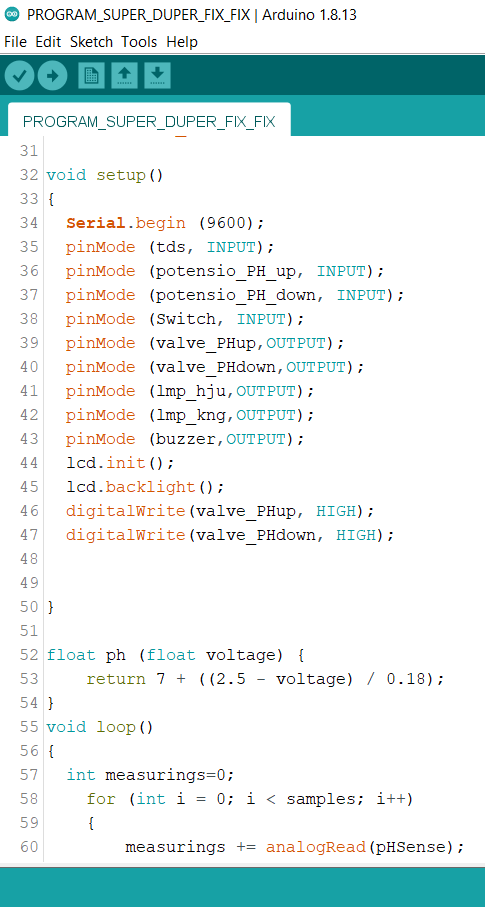 PROGRAM_SUPER_DUPER_FIX_FIX | Arduino 1.8.13
File Edit Sketch Tools Help
PROGRAM_SUPER_DUPER_FIX_FIX
31
32 void setup()
33 {
34   Serial.begin (9600);
35   pinMode (tds, INPUT);
36   pinMode (potensio_PH_up, INPUT);
37   pinMode (potensio_PH_down, INPUT);
38   pinMode (Switch, INPUT);
39   pinMode (valve_PHup,OUTPUT);
40   pinMode (valve_PHdown,OUTPUT);
41   pinMode (lmp_hju,OUTPUT);
42   pinMode (lmp_kng,OUTPUT);
43   pinMode (buzzer,OUTPUT);
44   lcd.init();
45   lcd.backlight();
46   digitalWrite(valve_PHup, HIGH);
47   digitalWrite(valve_PHdown, HIGH);
48
49
50 }
51
52 float ph (float voltage) {
53     return 7 + ((2.5 - voltage) / 0.18);
54 }
55 void loop()
56 {
57   int measurings=0;
58     for (int i = 0; i < samples; i++)
59     {
60         measurings += analogRead(pHSense);